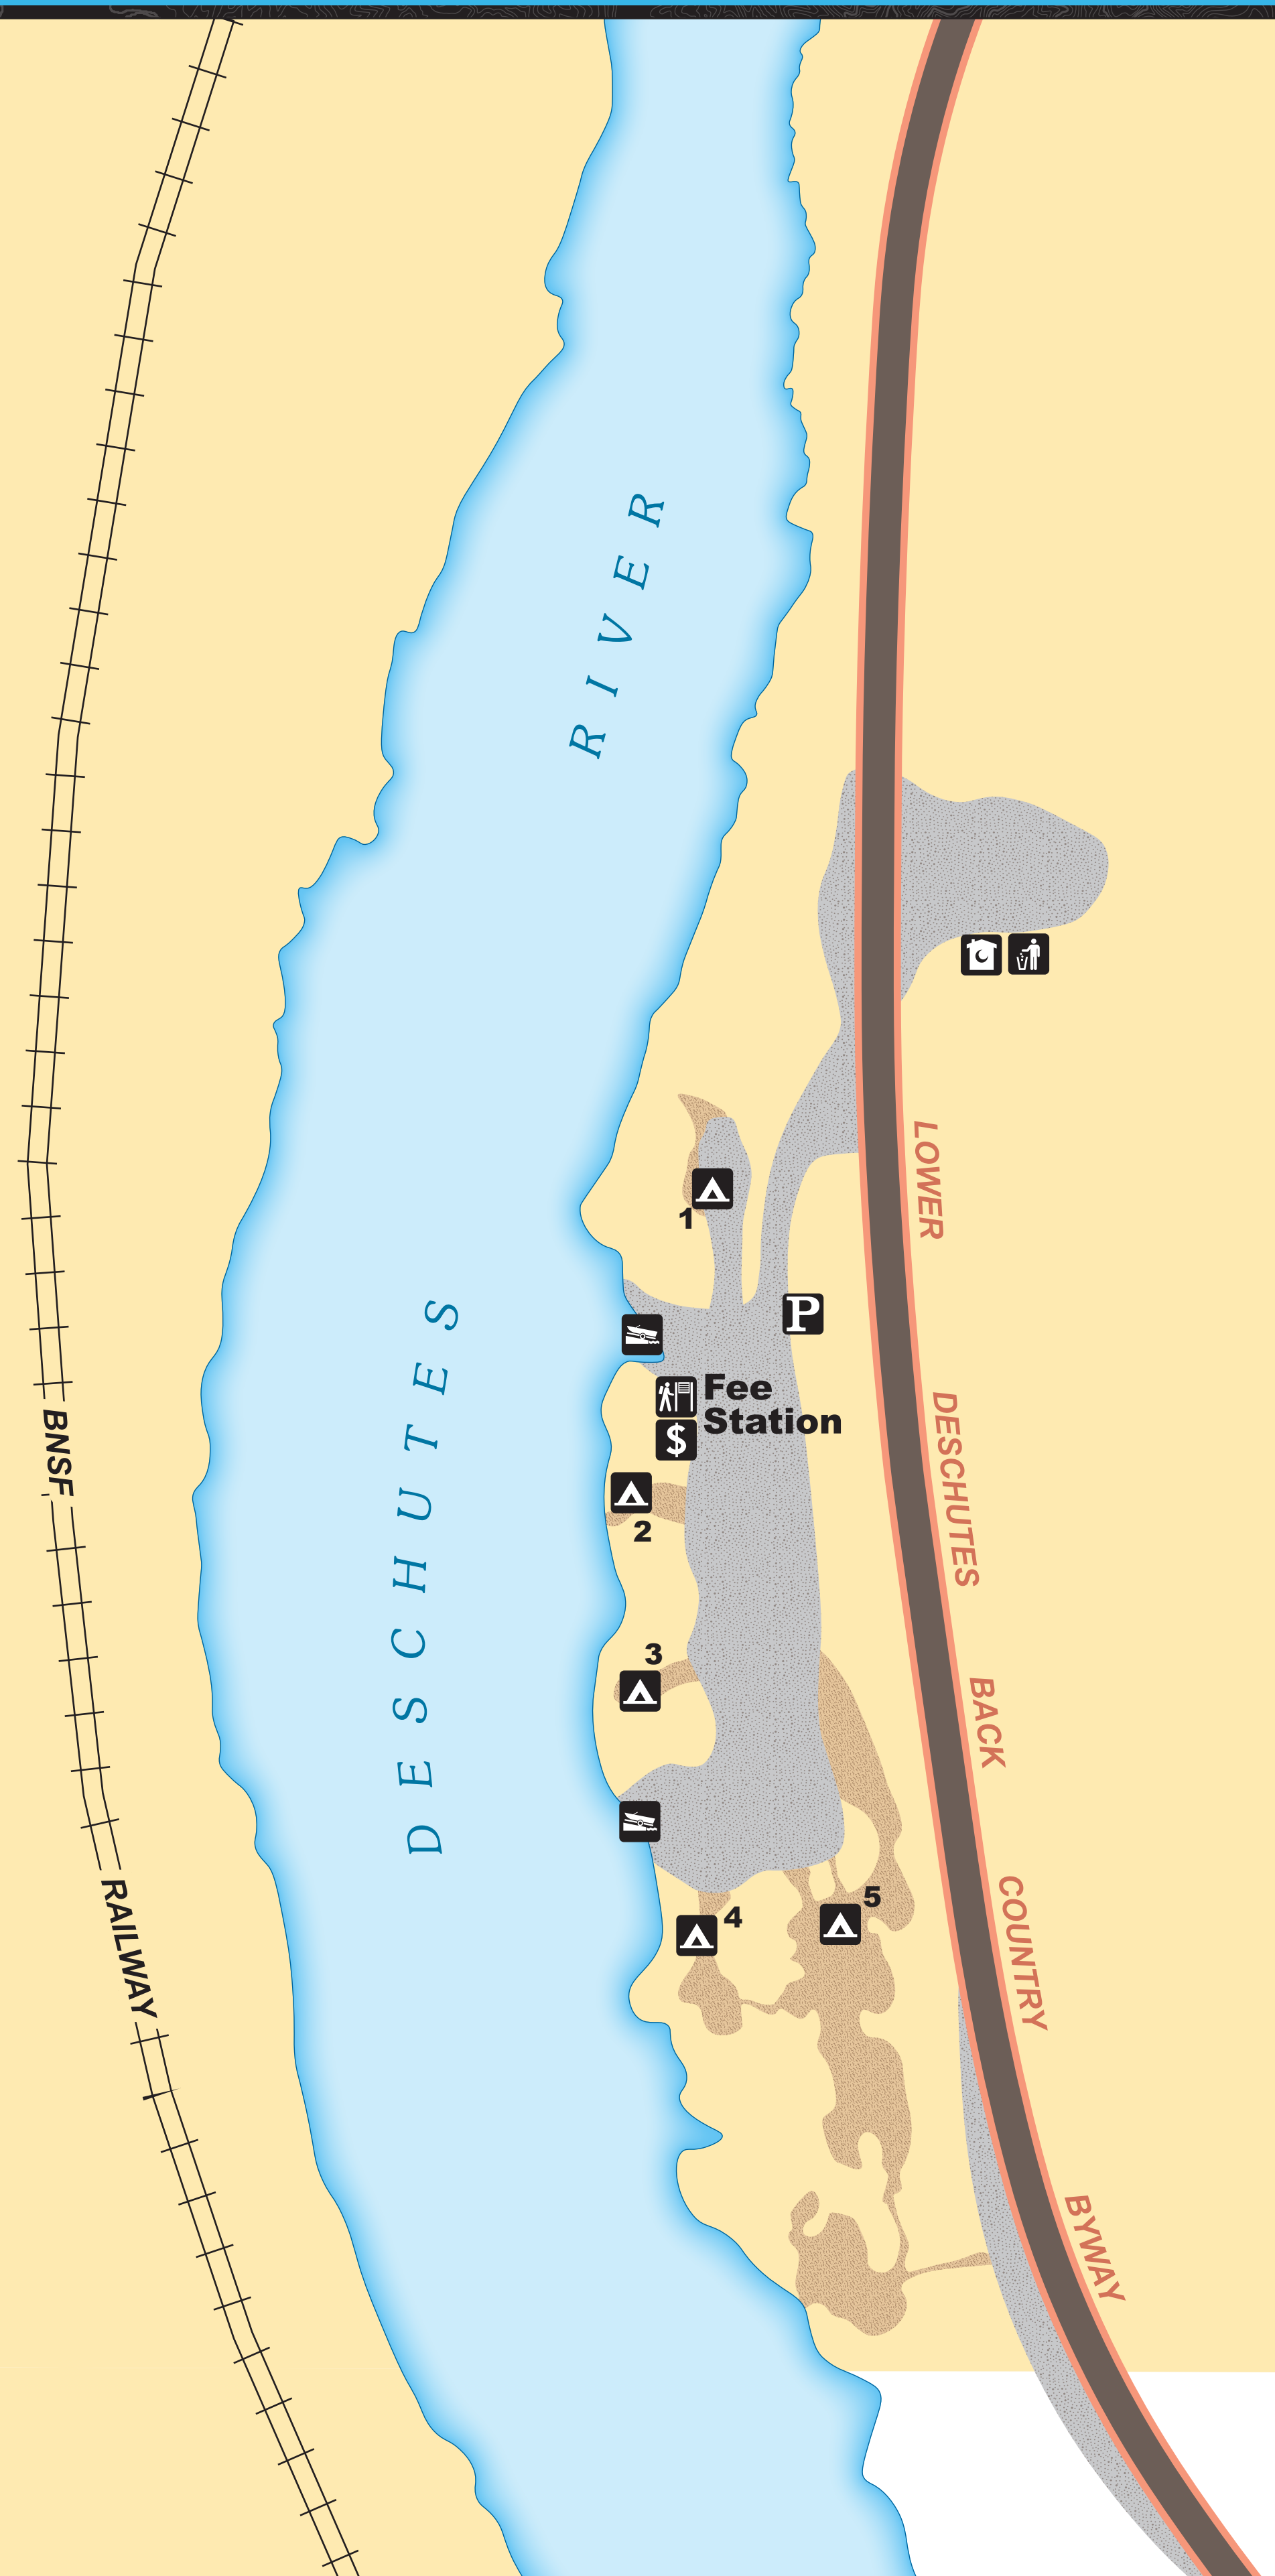 RIVER
LOWER
1
P
DESCHUTES
Fee
Station
$
DESCHUTES
BNSF
2
3
BACK
RAILWAY
4
5
COUNTRY
BYWAY